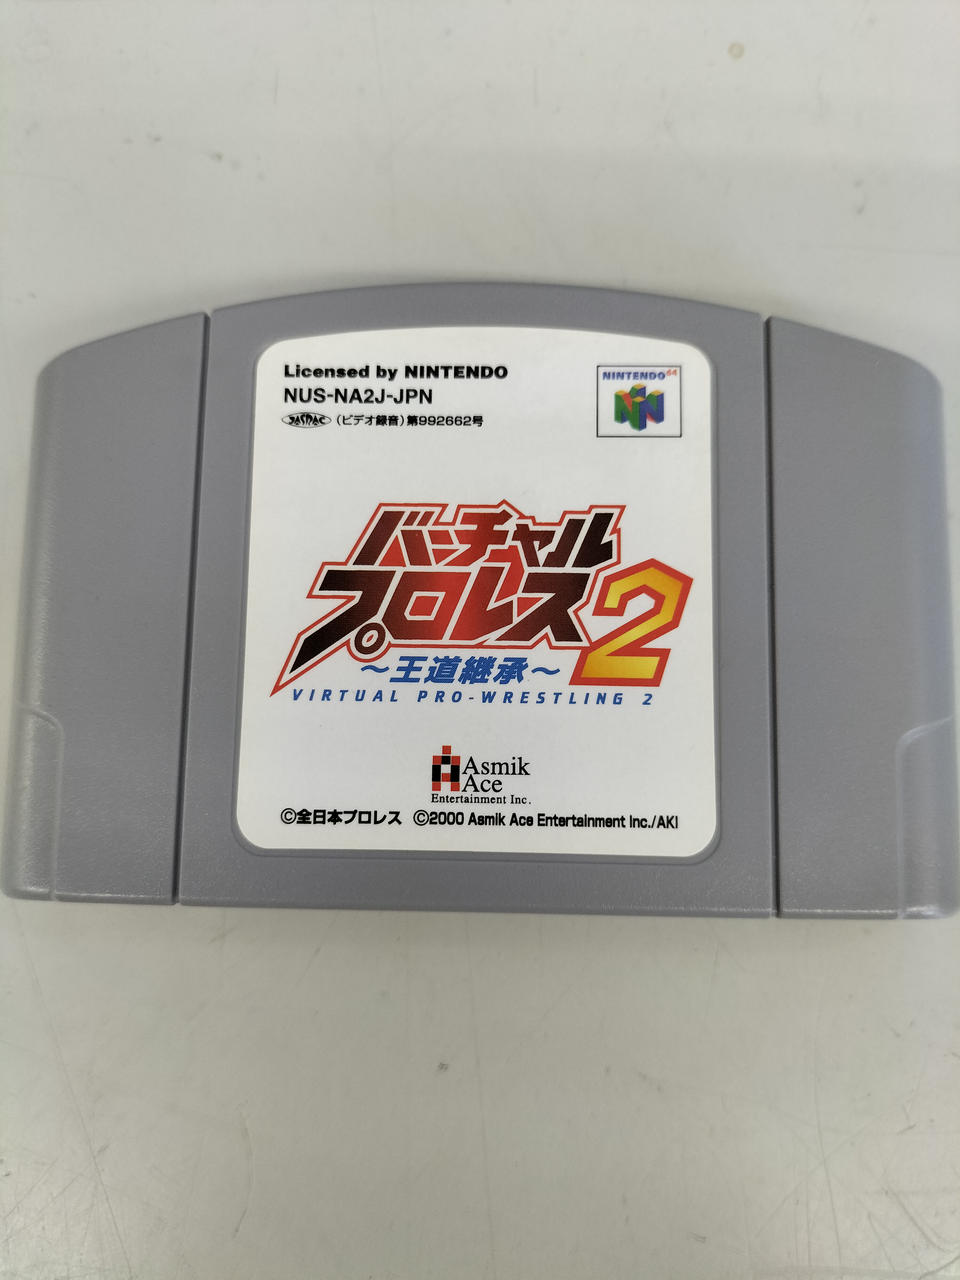 Licensed by NINTENDO
NUS-NA2J-JPN
JASRAC (ビデオ録音)第992662号
NINTENDO 64
バーチャル
プロレス2
～王道継承～
VIRTUAL PRO-WRESTLING 2
Asmik
Ace
Entertainment Inc.
©全日本プロレス ©2000 Asmik Ace Entertainment Inc./AKI